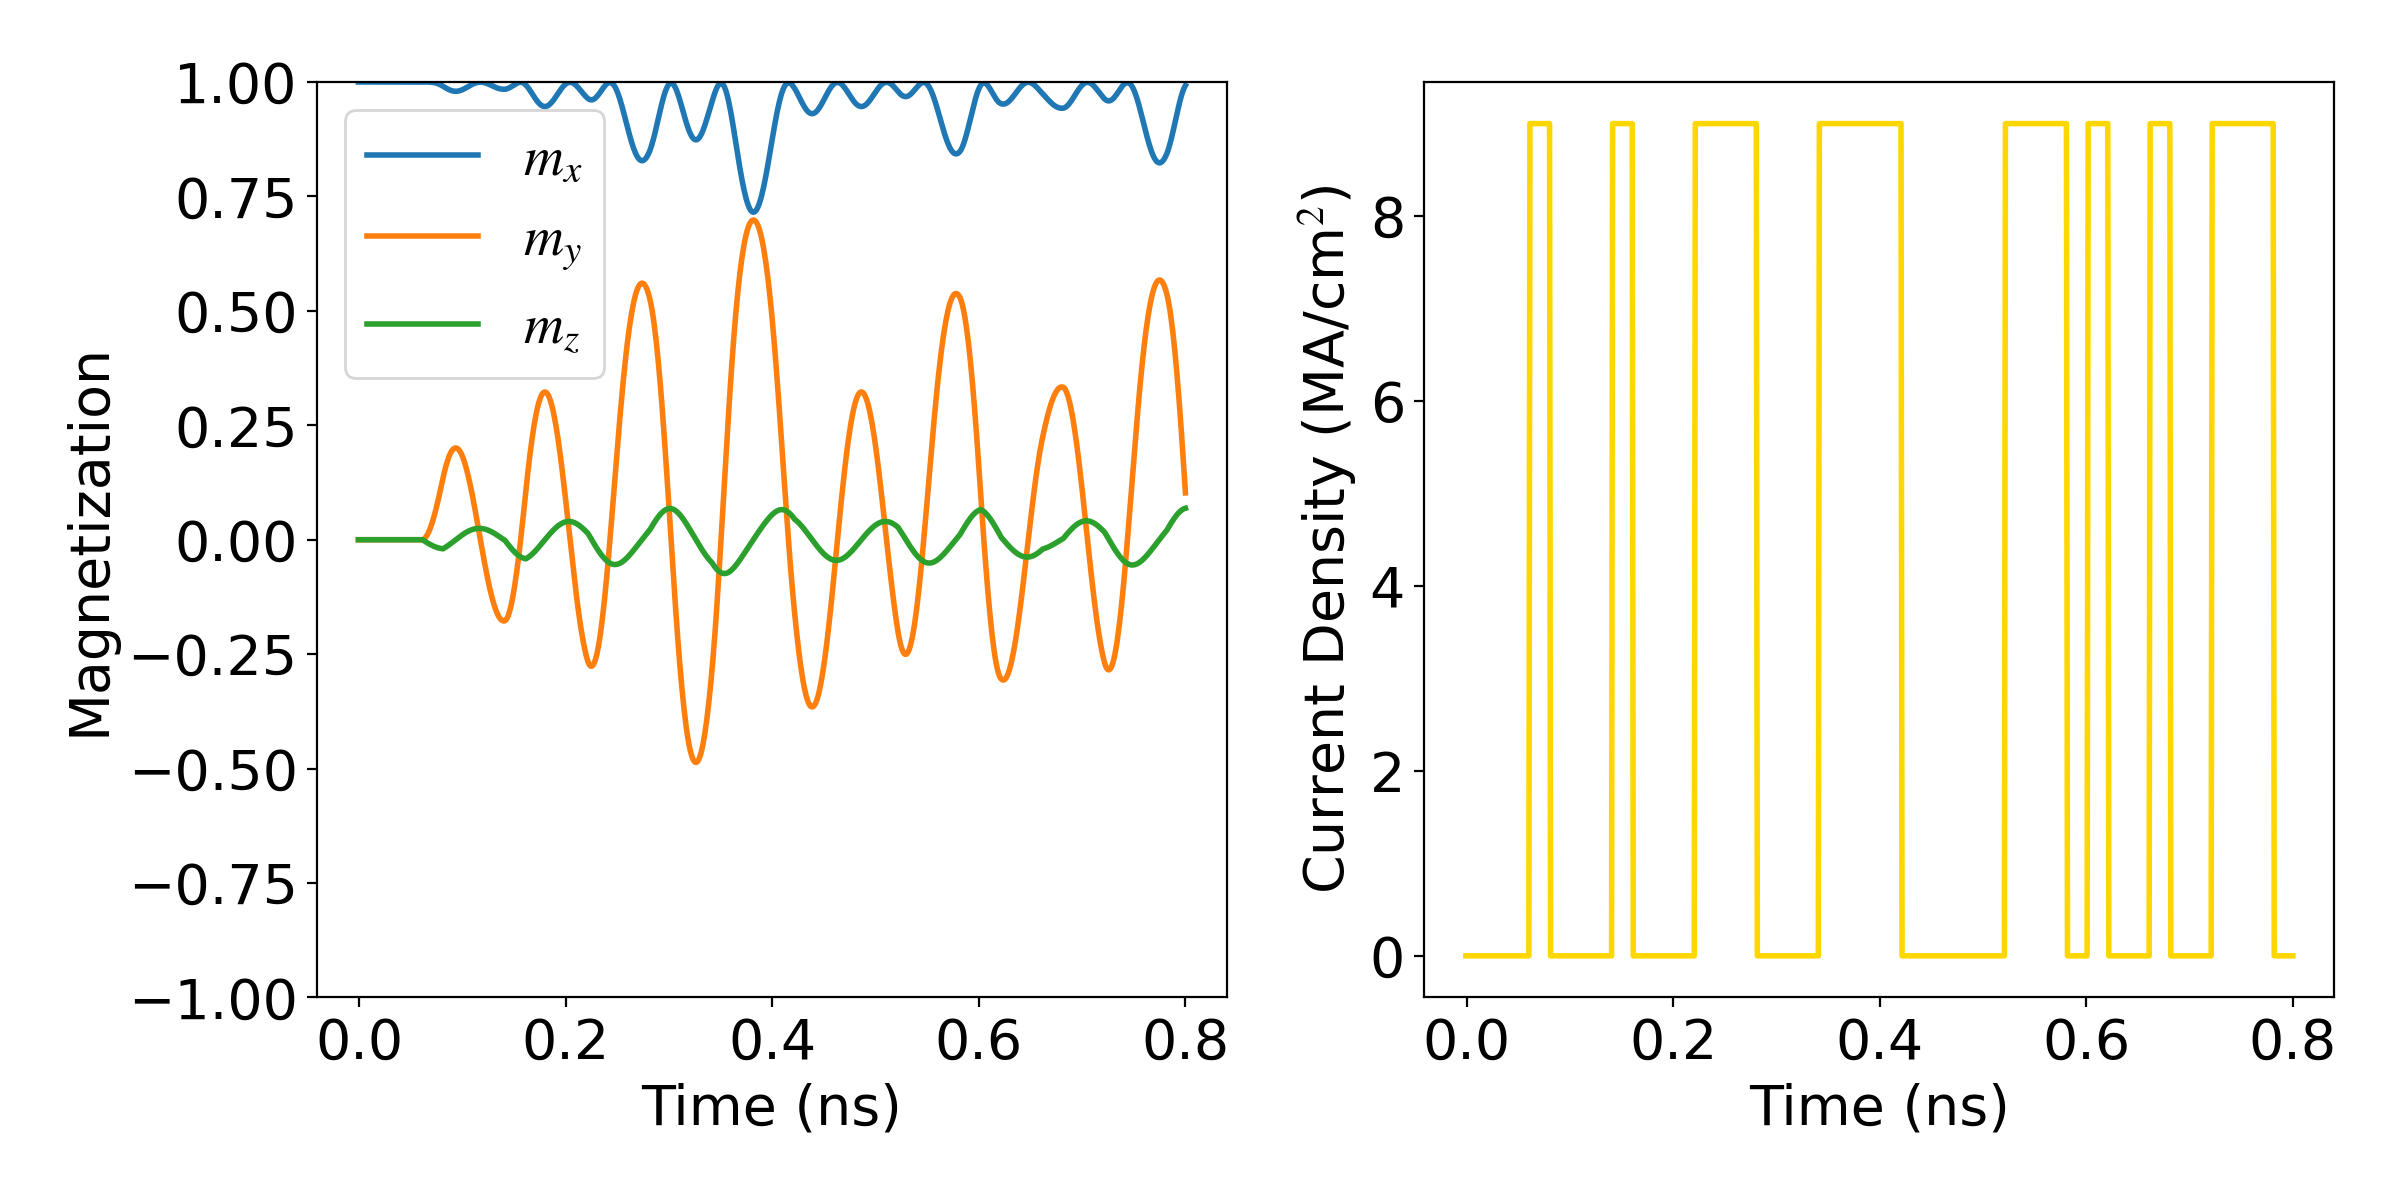 Magnetization
1.00
0.75
0.50
0.25
0.00
−0.25
−0.50
−0.75
−1.00
m_x
m_y
m_z
0.0 0.2 0.4 0.6 0.8
Time (ns)
Current Density (MA/cm²)
8
6
4
2
0
0.0 0.2 0.4 0.6 0.8
Time (ns)